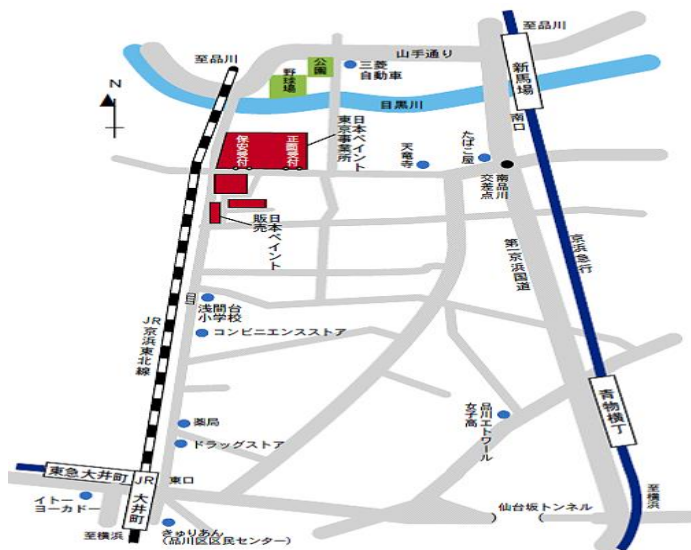 至品川
山手通り
至品川
公園
野球場
三菱
自動車
新馬場
N
目黒川
南口
日本ペイント
東京事業所
保安受付
正面受付
天竜寺
たばこ屋
南品川
交差点
日本ペイント
販売
第一京浜国道
京浜急行
浅間台
小学校
JR京浜東北線
コンビニエンスストア
青物横丁
品川エトワール
女子高
薬局
ドラッグストア
東急大井町
JR大井町
東口
至横浜
イトー
ヨーカドー
仙台坂トンネル
至横浜
きゅりあん
(品川区区民センター)